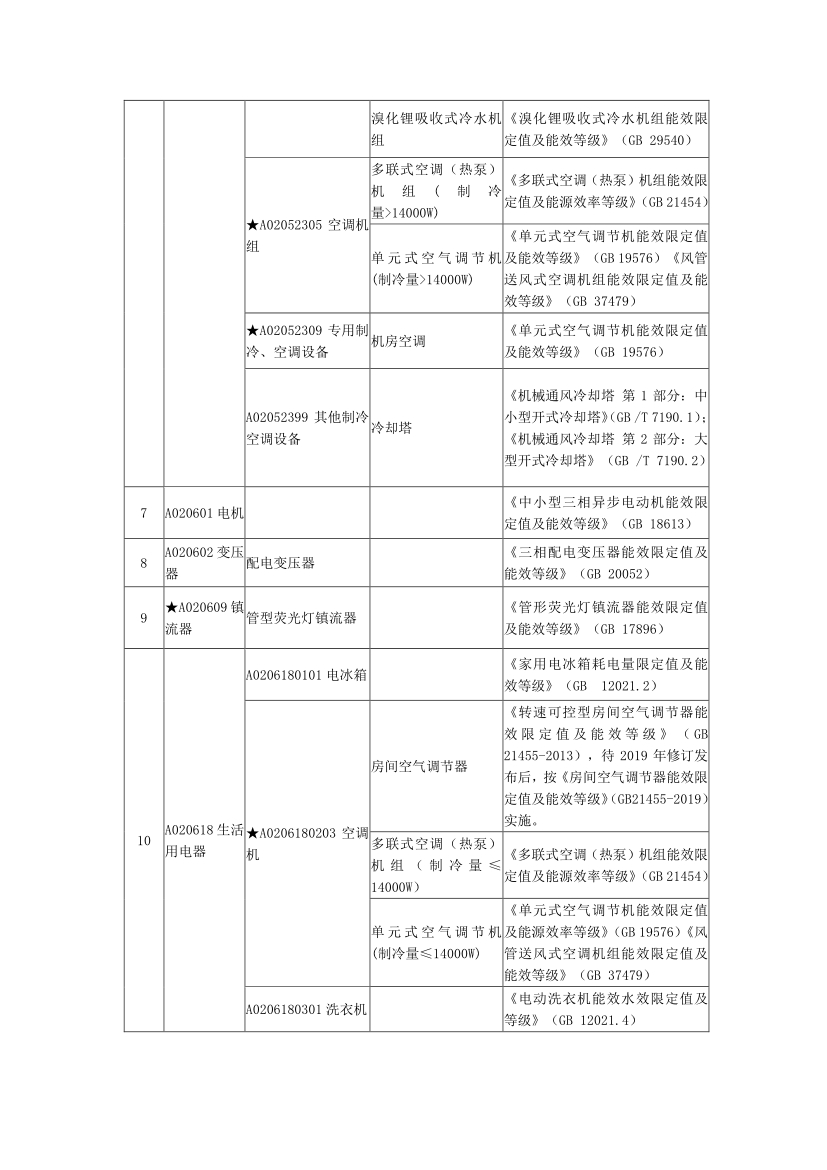 溴化锂吸收式冷水机
组
《溴化锂吸收式冷水机组能效限
定值及能效等级》（GB 29540）
★A02052305 空调机
组
多联式空调（热泵）
机组(制冷
量>14000W)
《多联式空调（热泵）机组能效限
定值及能源效率等级》（GB 21454）
单元式空气调节机
(制冷量>14000W)
《单元式空气调节机能效限定值
及能效等级》（GB 19576）《风管
送风式空调机组能效限定值及能
效等级》（GB 37479）
★A02052309 专用制
冷、空调设备
机房空调
《单元式空气调节机能效限定值
及能效等级》（GB 19576）
A02052399 其他制冷
空调设备
冷却塔
《机械通风冷却塔 第 1 部分：中
小型开式冷却塔》（GB /T 7190.1）；
《机械通风冷却塔 第 2 部分：大
型开式冷却塔》（GB /T 7190.2）
7
A020601 电机
《中小型三相异步电动机能效限
定值及能效等级》（GB 18613）
8
A020602 变压
器
配电变压器
《三相配电变压器能效限定值及
能效等级》（GB 20052）
9
★A020609 镇
流器
管型荧光灯镇流器
《管形荧光灯镇流器能效限定值
及能效等级》（GB 17896）
10
A020618 生活
用电器
A0206180101 电冰箱
《家用电冰箱耗电量限定值及能
效等级》（GB 12021.2）
★A0206180203 空调
机
房间空气调节器
《转速可控型房间空气调节器能
效限定值及能效等级》（GB
21455-2013），待 2019 年修订发
布后，按《房间空气调节器能效限
定值及能效等级》（GB21455-2019）
实施。
多联式空调（热泵）
机组（制冷量≤
14000W）
《多联式空调（热泵）机组能效限
定值及能源效率等级》（GB 21454）
单元式空气调节机
(制冷量≤14000W)
《单元式空气调节机能效限定值
及能源效率等级》（GB 19576）《风
管送风式空调机组能效限定值及
能效等级》（GB 37479）
A0206180301 洗衣机
《电动洗衣机能效水效限定值及
等级》（GB 12021.4）